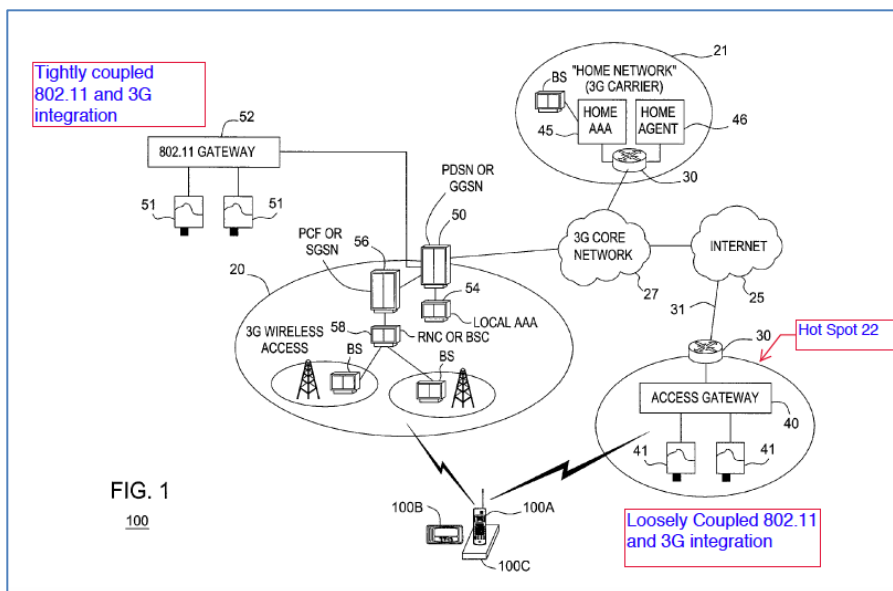 Tightly coupled
802.11 and 3G
integration
52
802.11 GATEWAY
51
51
21
BS
"HOME NETWORK"
(3G CARRIER)
HOME
AAA
HOME
AGENT
45
46
30
PDSN OR
GGSN
50
PCF OR
SGSN
56
20
54
LOCAL AAA
3G WIRELESS
ACCESS
58
RNC OR BSC
BS
BS
3G CORE
NETWORK
27
INTERNET
25
31
30
Hot Spot 22
ACCESS GATEWAY
40
41
41
FIG. 1
100
100B
100A
100C
Loosely Coupled 802.11
and 3G integration